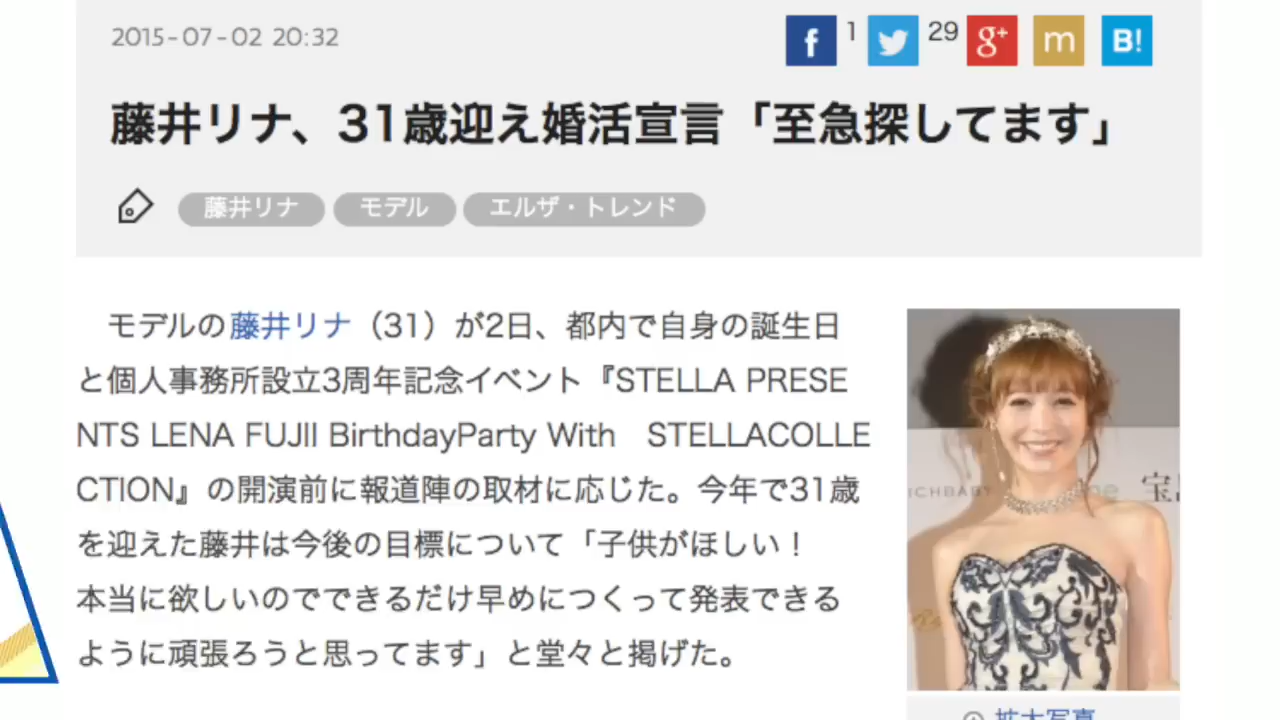 2015-07-02 20:32
f 1 29 g+ m B!
藤井リナ、31歳迎え婚活宣言「至急探してます」
藤井リナ モデル エルザ・トレンド
モデルの藤井リナ（31）が2日、都内で自身の誕生日
と個人事務所設立3周年記念イベント『STELLA PRESE
NTS LENA FUJII BirthdayParty With　STELLACOLLE
CTION』の開演前に報道陣の取材に応じた。今年で31歳
を迎えた藤井は今後の目標について「子供がほしい！
本当に欲しいのでできるだけ早めにつくって発表できる
ように頑張ろうと思ってます」と堂々と掲げた。
ICHBABY
宝
拡大写真